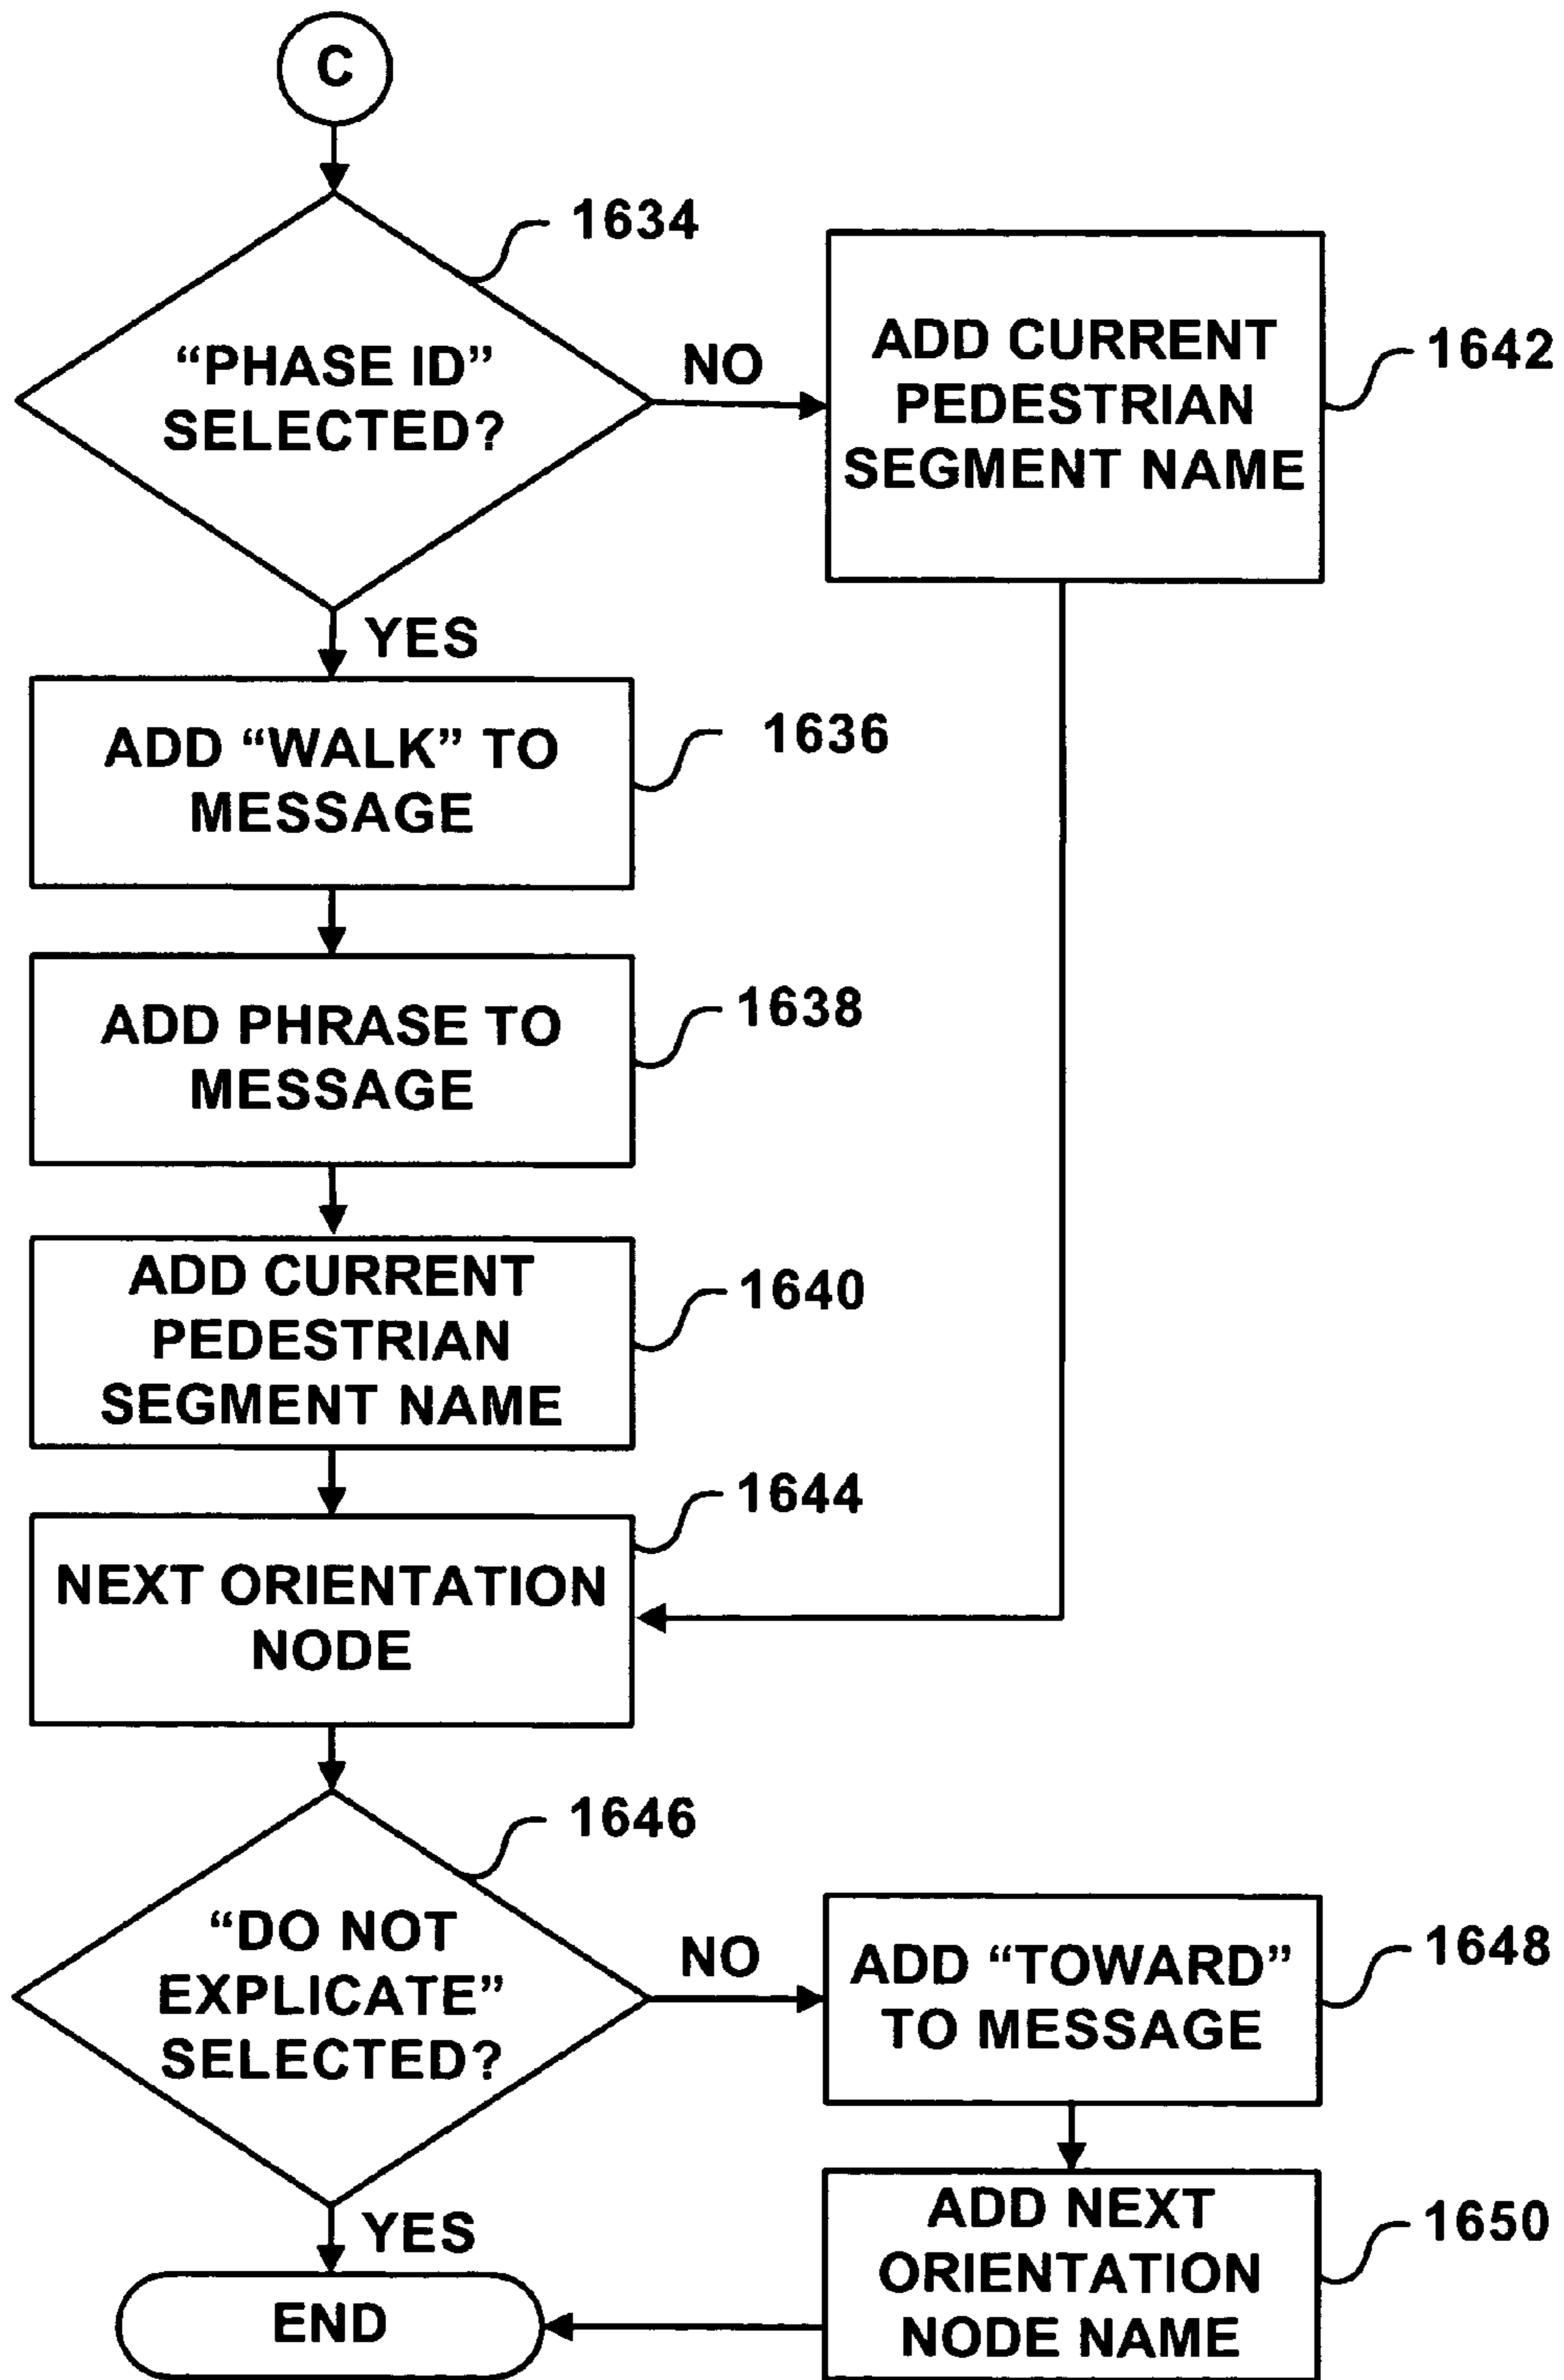 C
1634
“PHASE ID”
SELECTED?
NO
ADD CURRENT
PEDESTRIAN
SEGMENT NAME
1642
YES
ADD “WALK” TO
MESSAGE
1636
ADD PHRASE TO
MESSAGE
1638
ADD CURRENT
PEDESTRIAN
SEGMENT NAME
1640
NEXT ORIENTATION
NODE
1644
1646
“DO NOT
EXPLICATE”
SELECTED?
NO
ADD “TOWARD”
TO MESSAGE
1648
YES
ADD NEXT
ORIENTATION
NODE NAME
1650
END